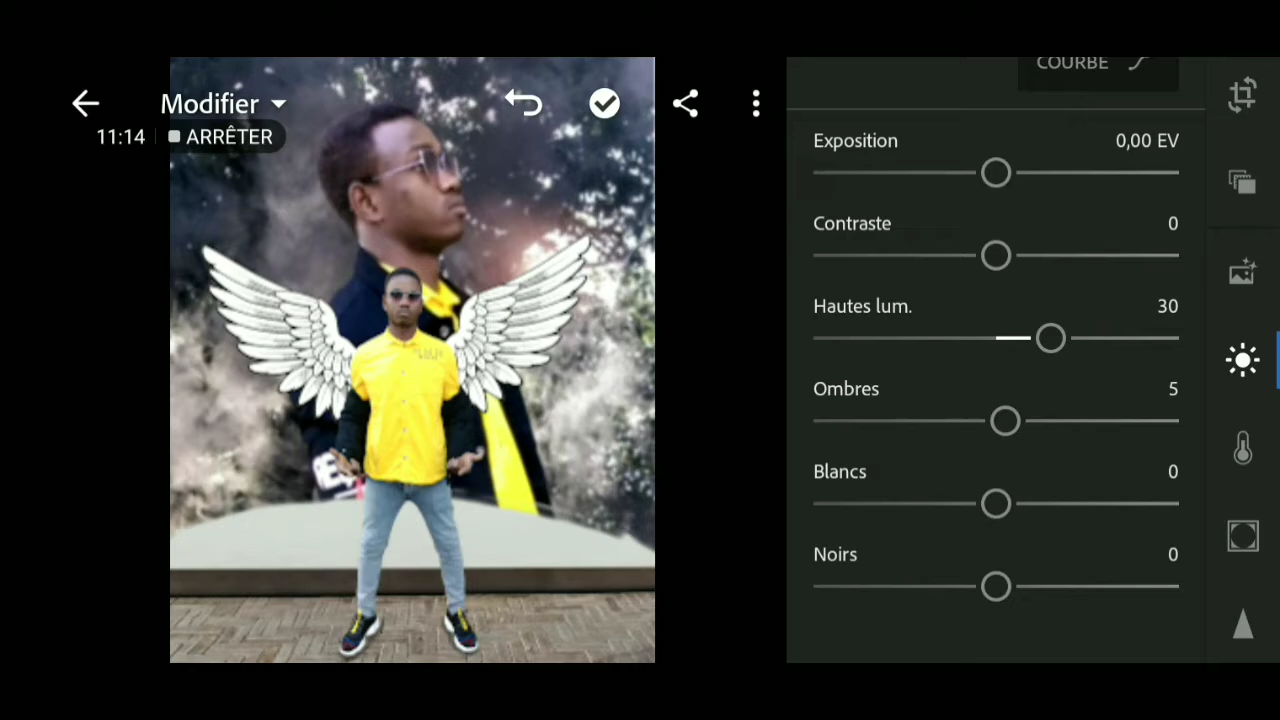 Modifier
11:14 ARRÊTER
COURBE
Exposition 0,00 EV
Contraste 0
Hautes lum. 30
Ombres 5
Blancs 0
Noirs 0